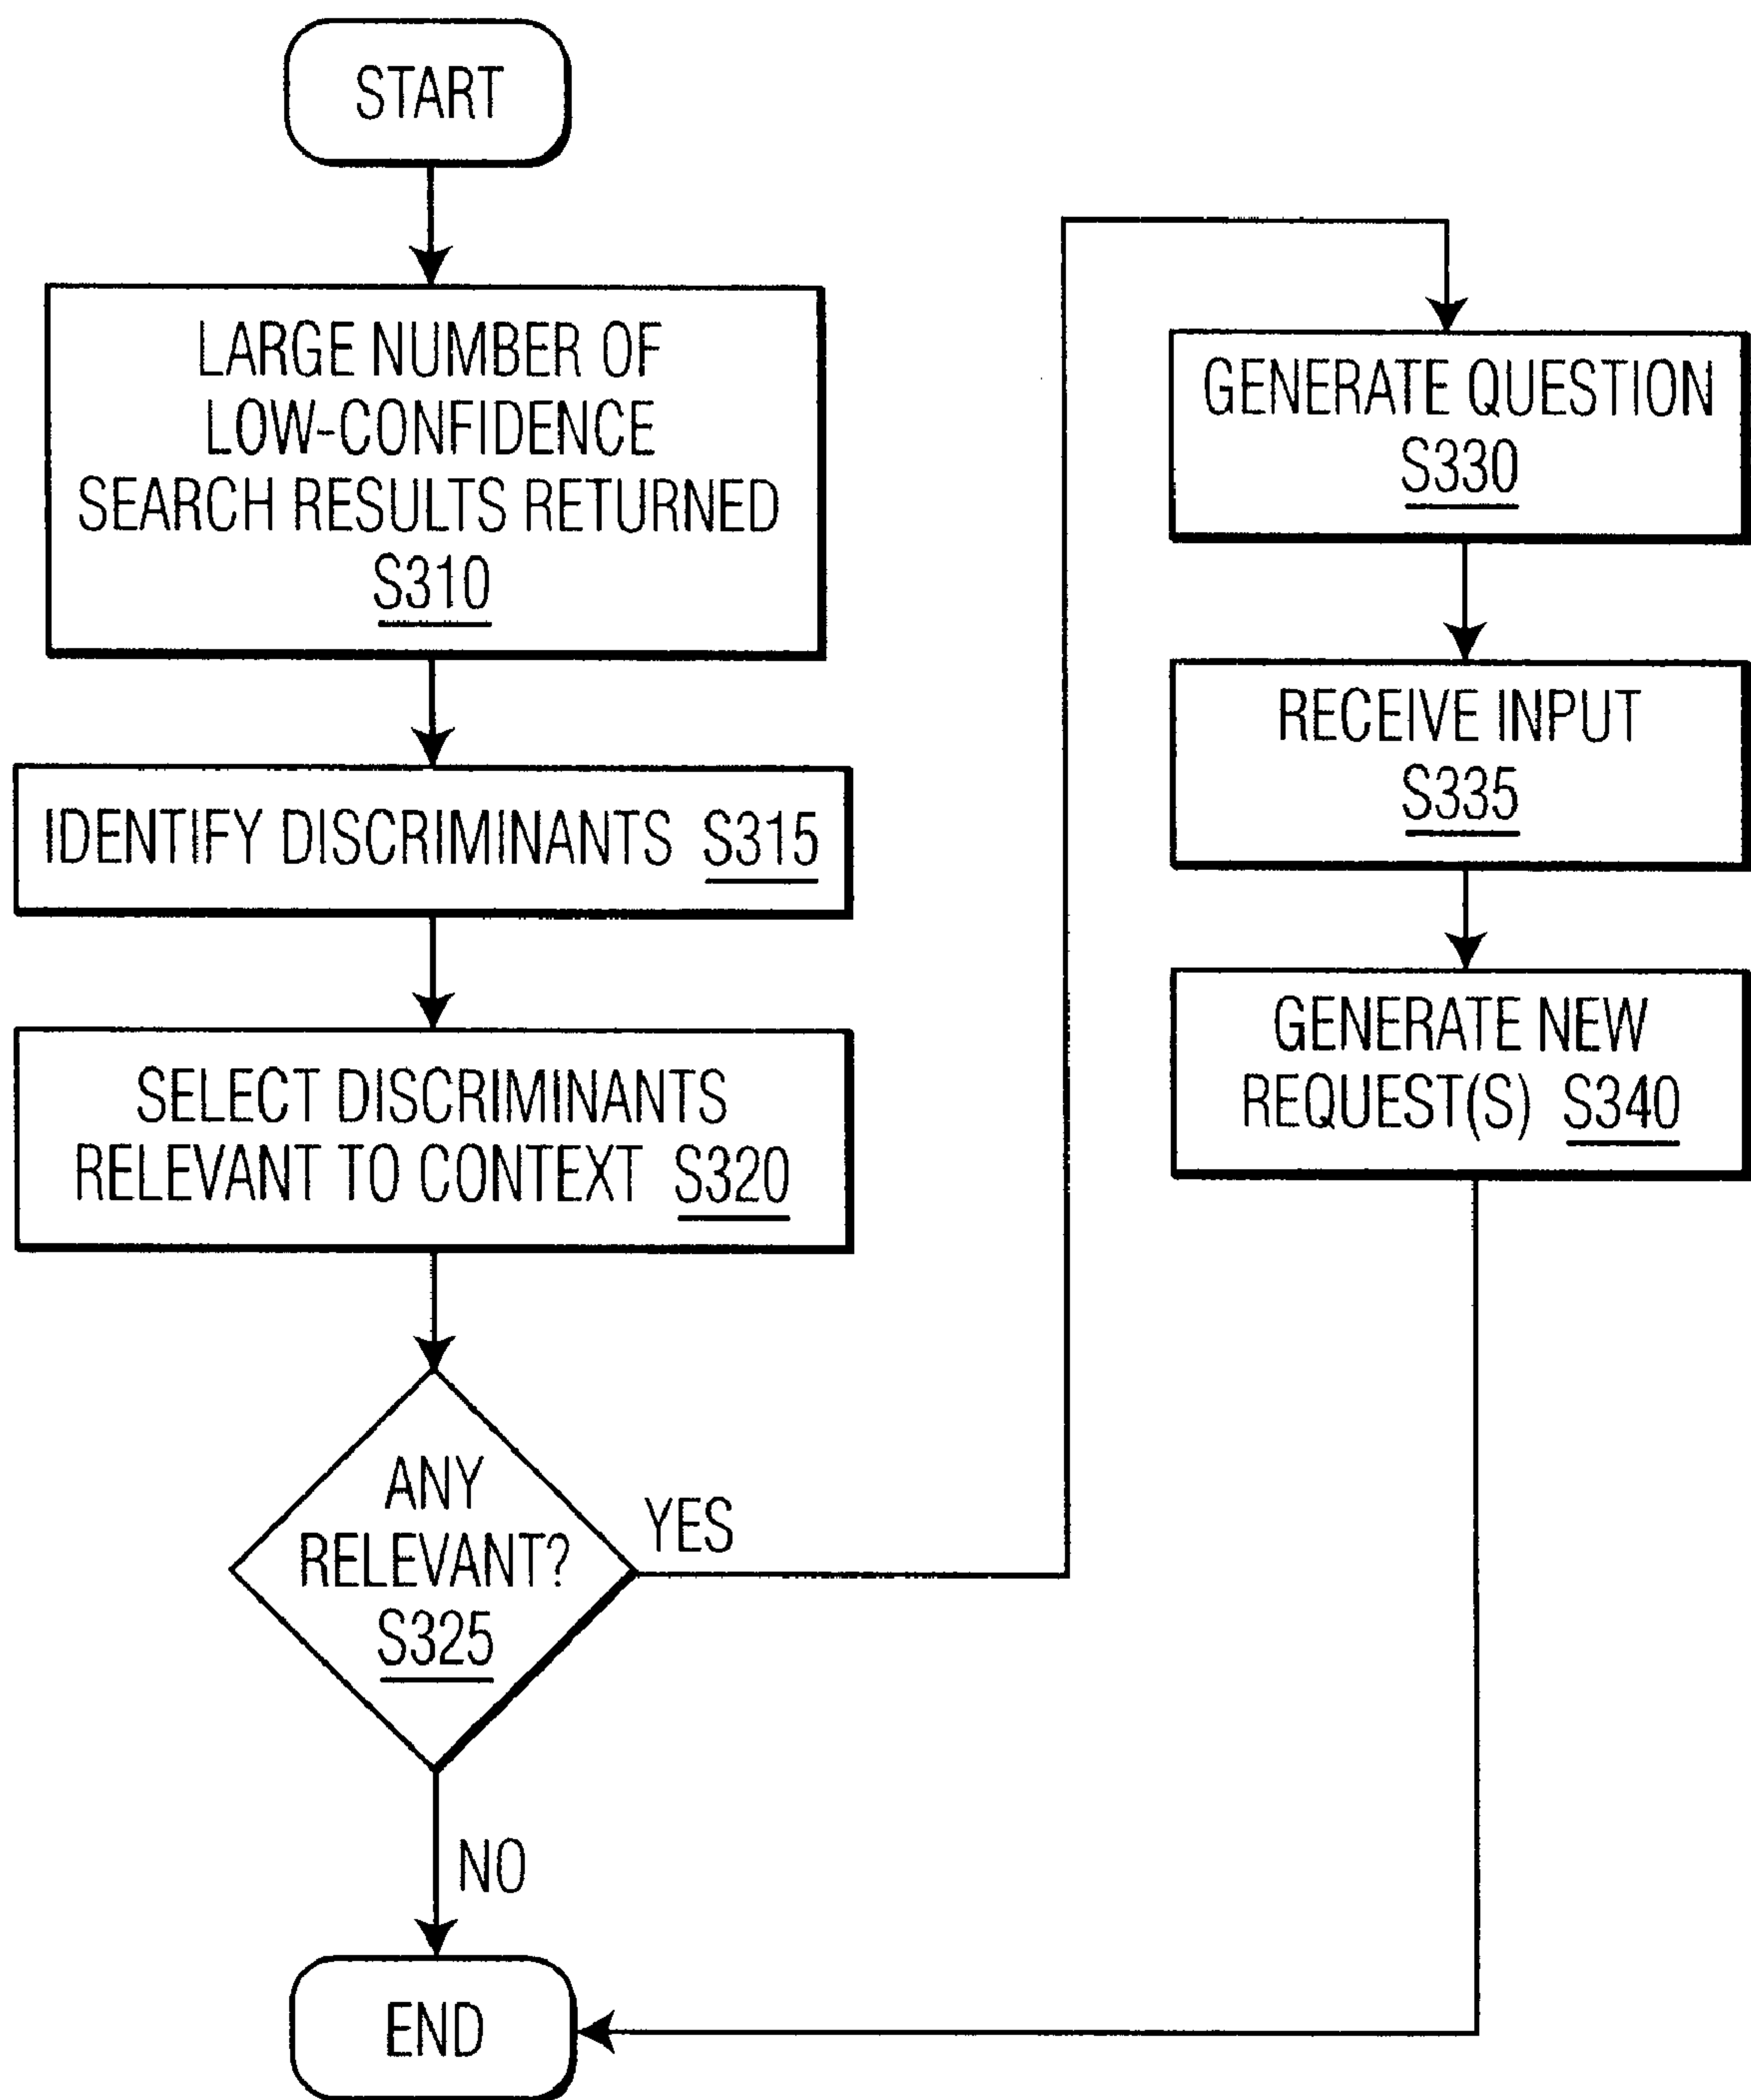 START
LARGE NUMBER OF
LOW-CONFIDENCE
SEARCH RESULTS RETURNED
S310
IDENTIFY DISCRIMINANTS S315
SELECT DISCRIMINANTS
RELEVANT TO CONTEXT S320
ANY
RELEVANT?
S325
YES
NO
END
GENERATE QUESTION
S330
RECEIVE INPUT
S335
GENERATE NEW
REQUEST(S) S340